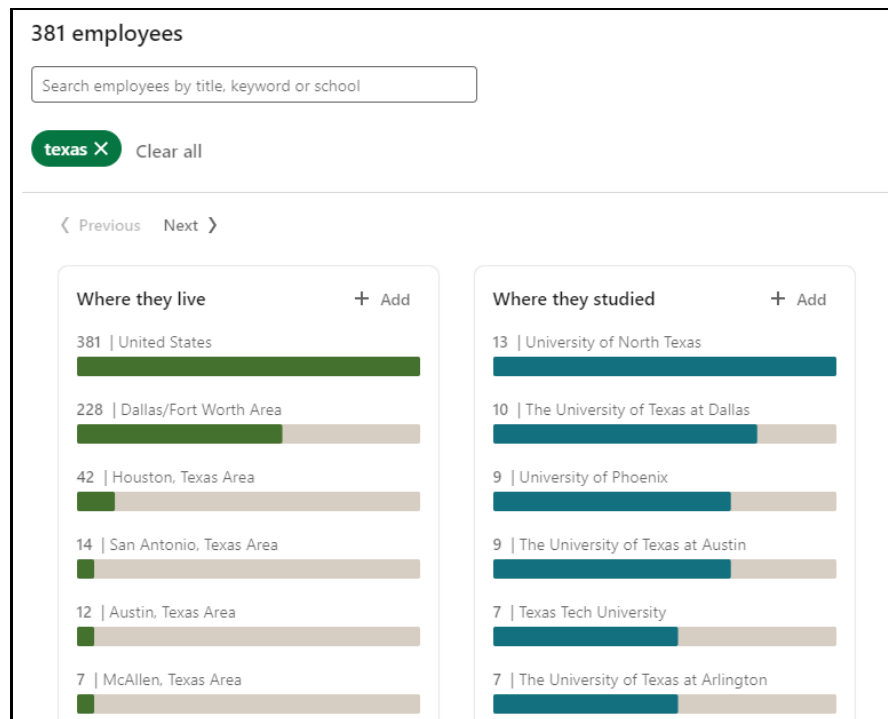 381 employees
Search employees by title, keyword or school
texas ✕ Clear all
❬ Previous Next ❭
Where they live + Add
381 | United States
228 | Dallas/Fort Worth Area
42 | Houston, Texas Area
14 | San Antonio, Texas Area
12 | Austin, Texas Area
7 | McAllen, Texas Area
Where they studied + Add
13 | University of North Texas
10 | The University of Texas at Dallas
9 | University of Phoenix
9 | The University of Texas at Austin
7 | Texas Tech University
7 | The University of Texas at Arlington